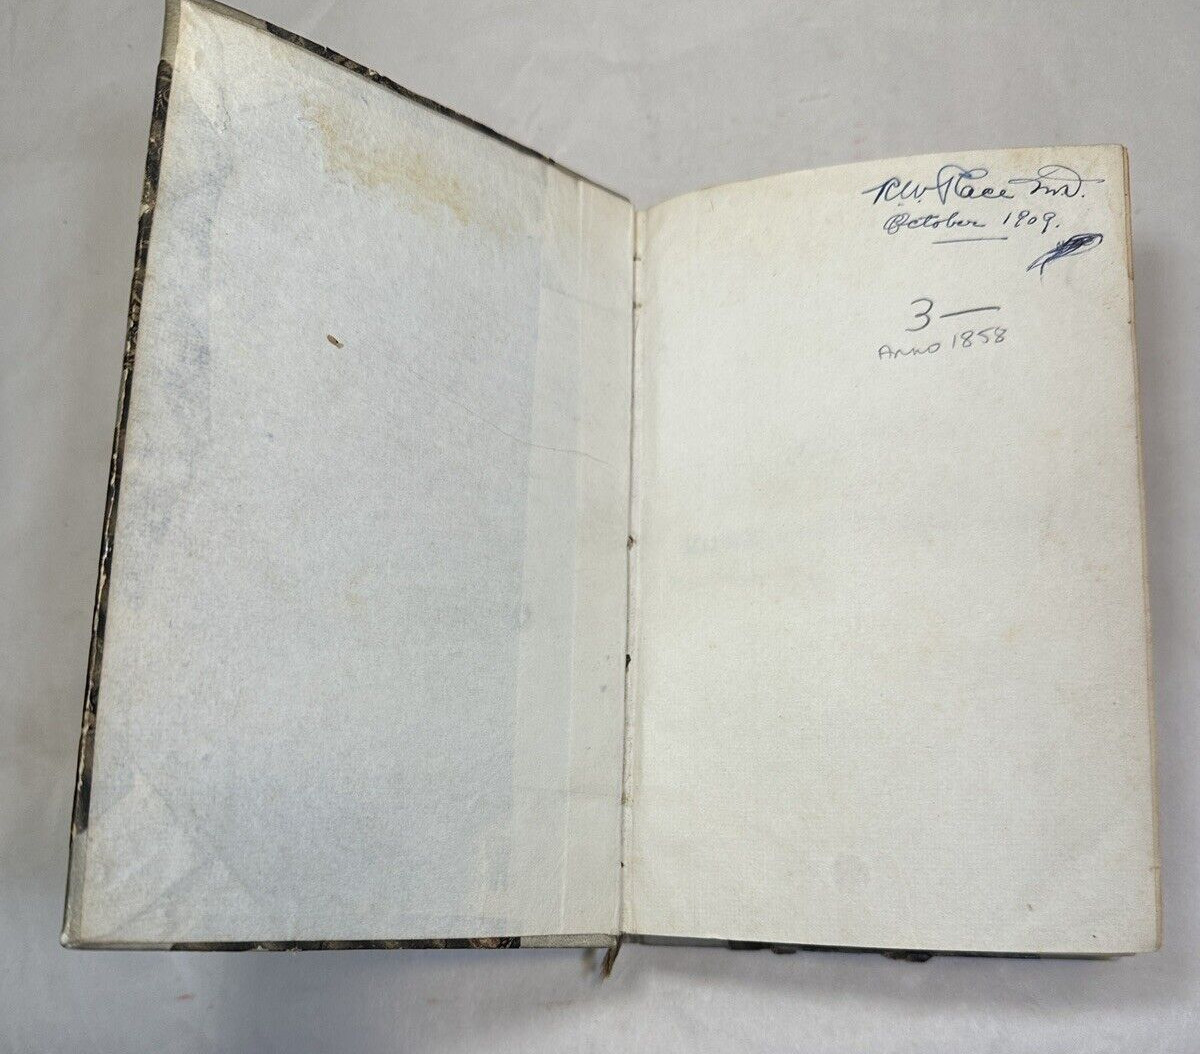 R.W. Place M.D.
October 1909.
3—
ANNO 1858